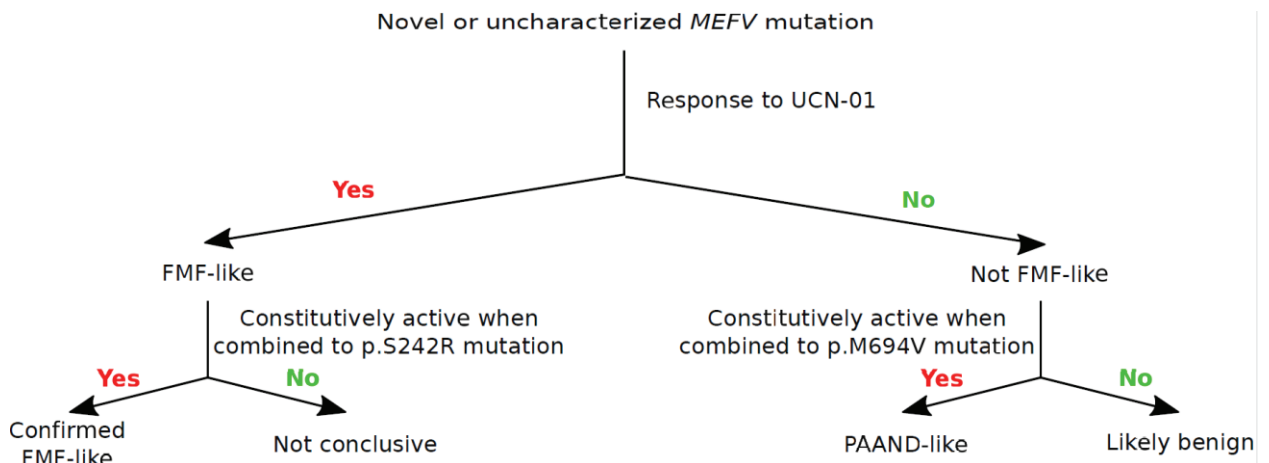 Novel or uncharacterized MEFV mutation
Response to UCN-01
Yes
No
FMF-like
Not FMF-like
Constitutively active when
combined to p.S242R mutation
Constitutively active when
combined to p.M694V mutation
Yes
No
Yes
No
Confirmed
FMF-like
Not conclusive
PAAND-like
Likely benign